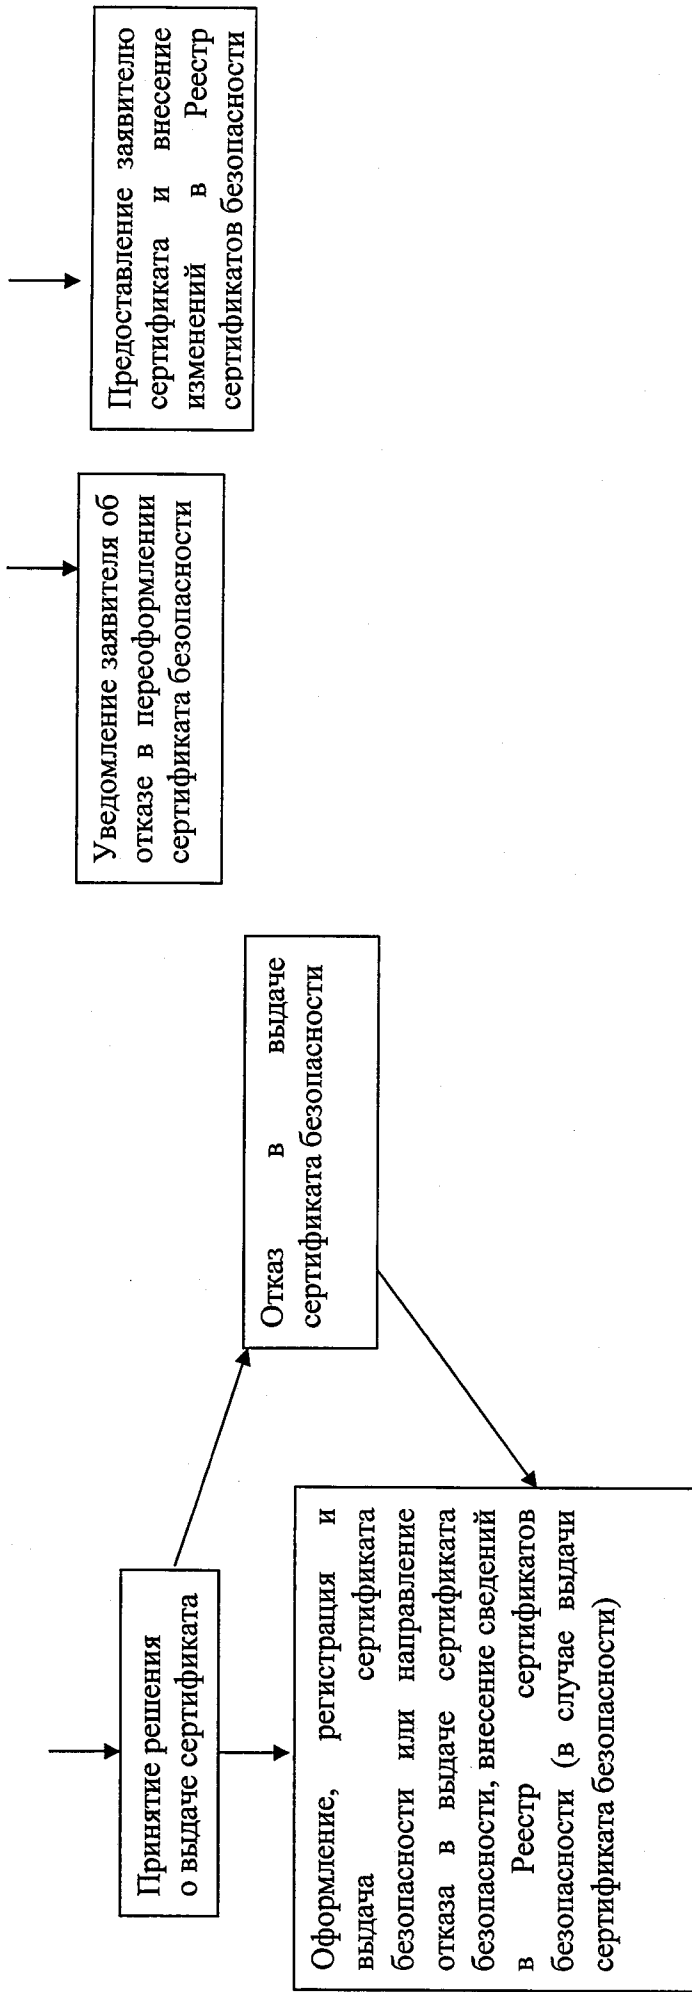 Принятие решения
о выдаче сертификата
Оформление, регистрация и
выдача сертификата
безопасности или направление
отказа в выдаче сертификата
безопасности, внесение сведений
в Реестр сертификатов
безопасности (в случае выдачи
сертификата безопасности)
Отказ в выдаче
сертификата безопасности
Уведомление заявителя об
отказе в переоформлении
сертификата безопасности
Предоставление заявителю
сертификата и внесение
изменений в Реестр
сертификатов безопасности